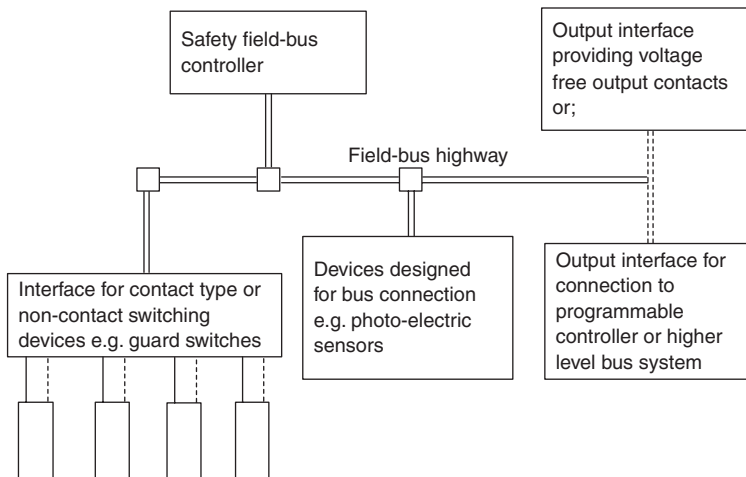 Safety field-bus
controller
Output interface
providing voltage
free output contacts
or;
Field-bus highway
Interface for contact type or
non-contact switching
devices e.g. guard switches
Devices designed
for bus connection
e.g. photo-electric
sensors
Output interface for
connection to
programmable
controller or higher
level bus system